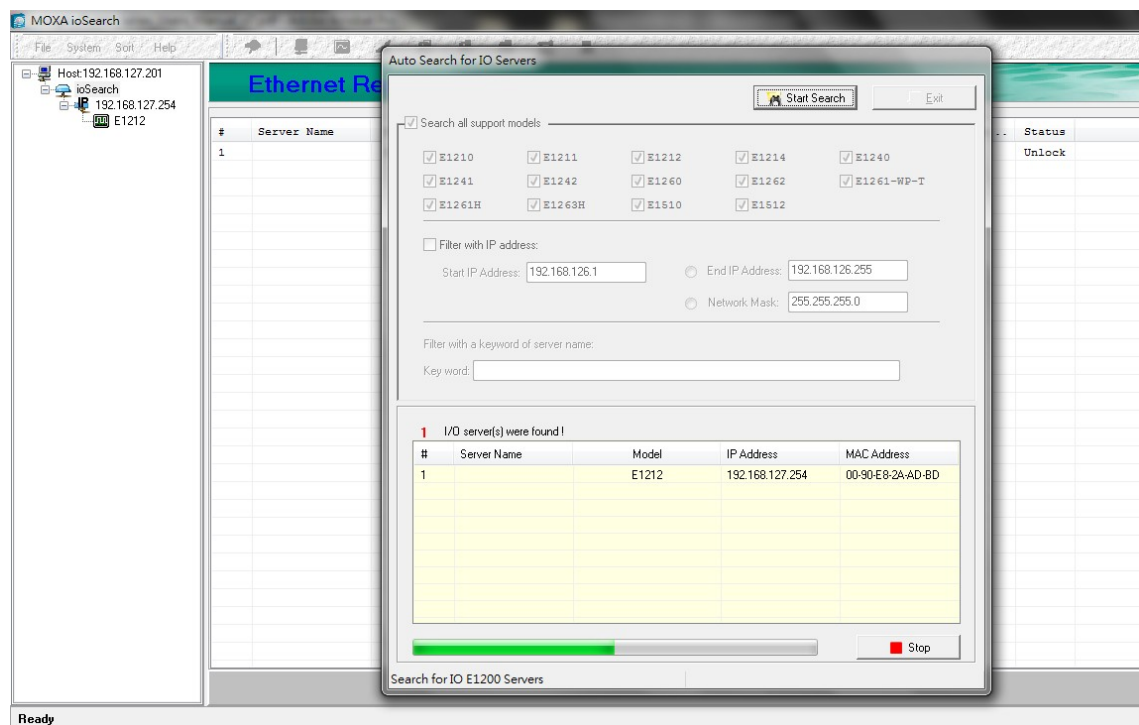 MOXA ioSearch
File System Sort Help
Host:192.168.127.201
ioSearch
192.168.127.254
E1212
Ethernet Re
# Server Name .. Status
1 Unlock
Auto Search for IO Servers
Start Search Exit
Search all support models
E1210 E1211 E1212 E1214 E1240
E1241 E1242 E1260 E1262 E1261-WP-T
E1261H E1263H E1510 E1512
Filter with IP address:
Start IP Address: 192.168.126.1 End IP Address: 192.168.126.255
Network Mask: 255.255.255.0
Filter with a keyword of server name:
Key word:
1 I/O server(s) were found !
# Server Name Model IP Address MAC Address
1 E1212 192.168.127.254 00-90-E8-2A-AD-BD
Stop
Search for IO E1200 Servers
Ready